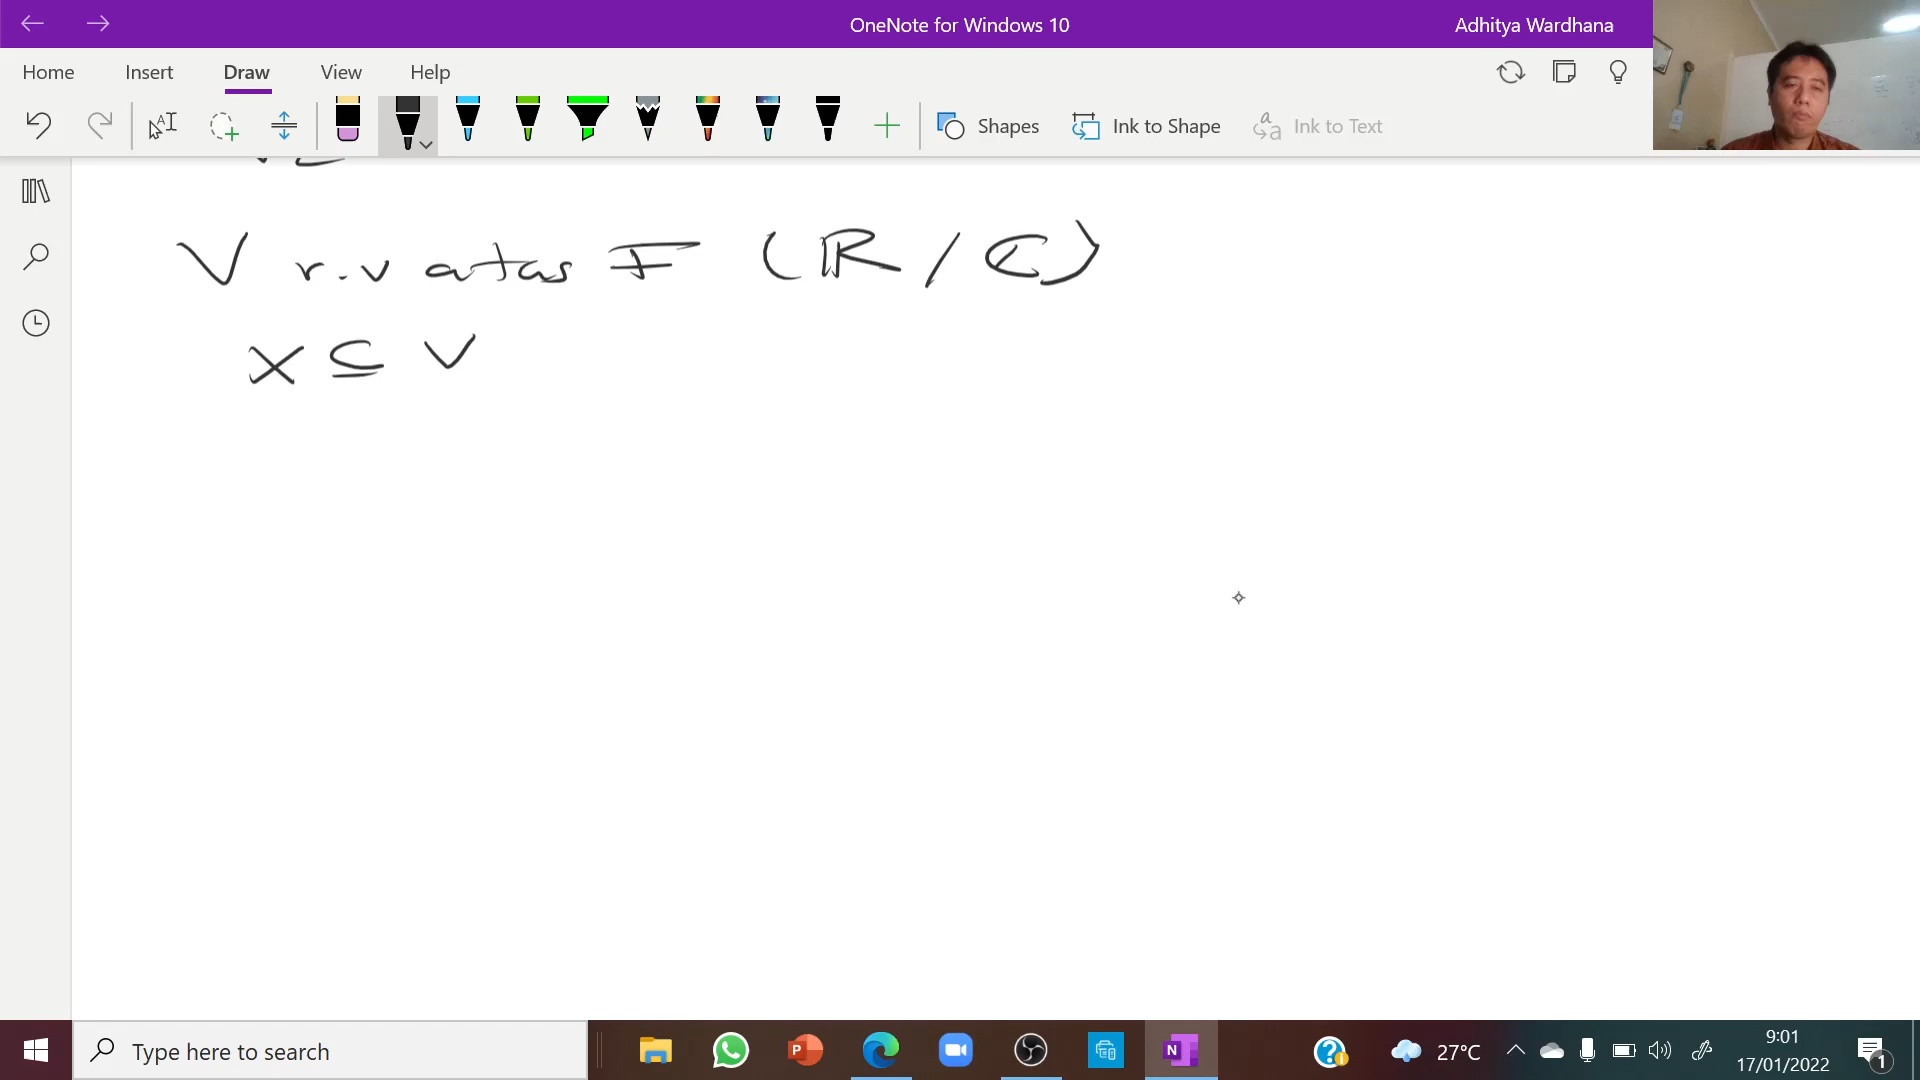 OneNote for Windows 10
Adhitya Wardhana
Home Insert Draw View Help
Shapes Ink to Shape Ink to Text
V r.v atas F (ℝ / ℂ)
X ⊆ V
Type here to search
27°C
9:01
17/01/2022
1